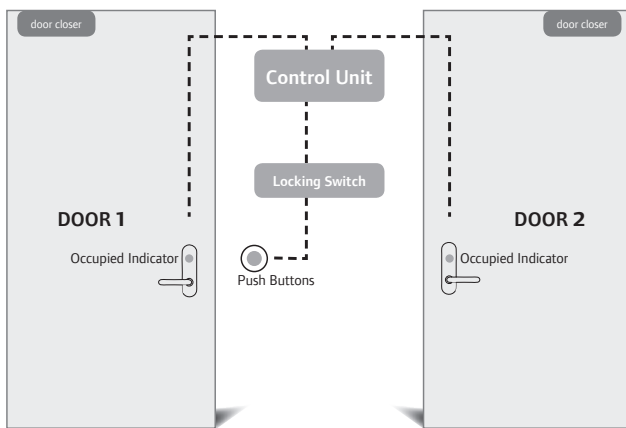 door closer
door closer
Control Unit
Locking Switch
DOOR 1
DOOR 2
Occupied Indicator
Occupied Indicator
Push Buttons